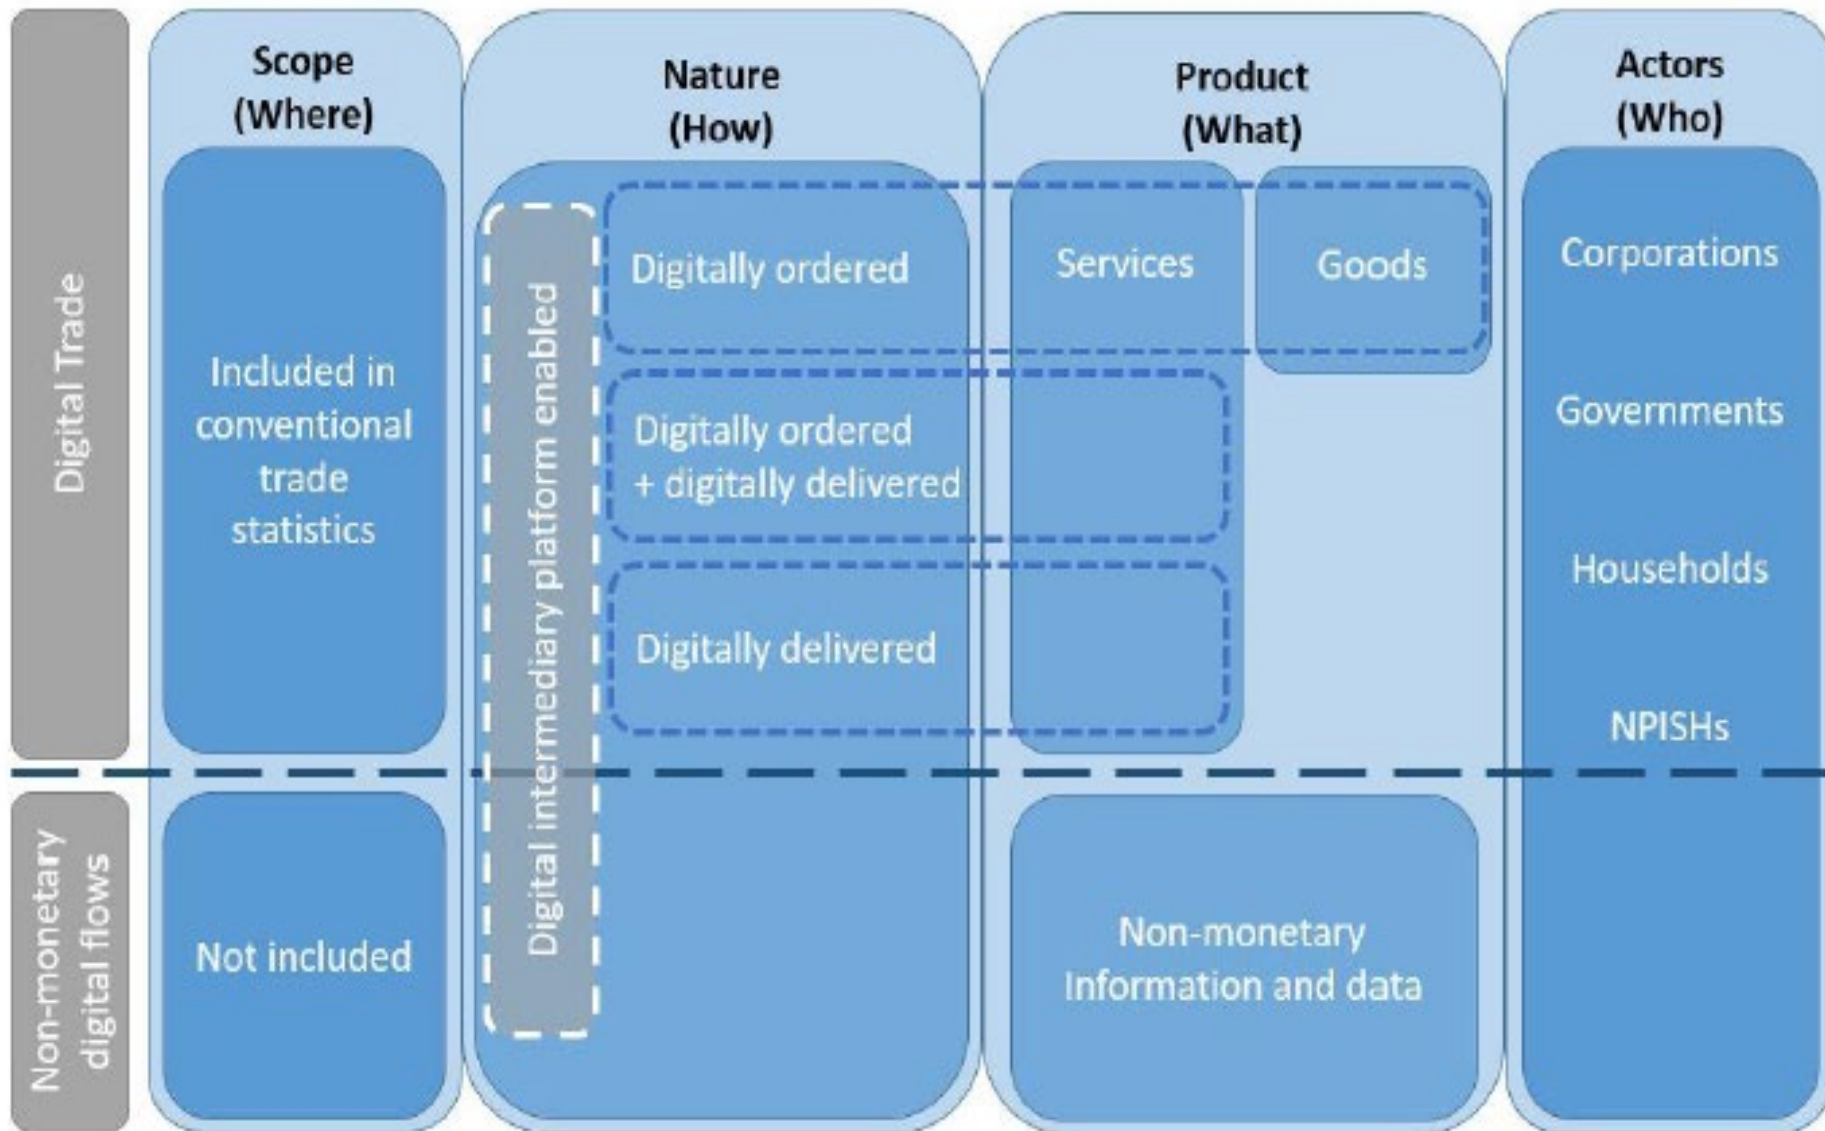 Digital Trade
Non-monetary
digital flows
Scope
(Where)
Included in
conventional
trade
statistics
Not included
Nature
(How)
Digital intermediary platform enabled
Digitally ordered
Digitally ordered
+ digitally delivered
Digitally delivered
Product
(What)
Services
Goods
Non-monetary
Information and data
Actors
(Who)
Corporations
Governments
Households
NPISHs